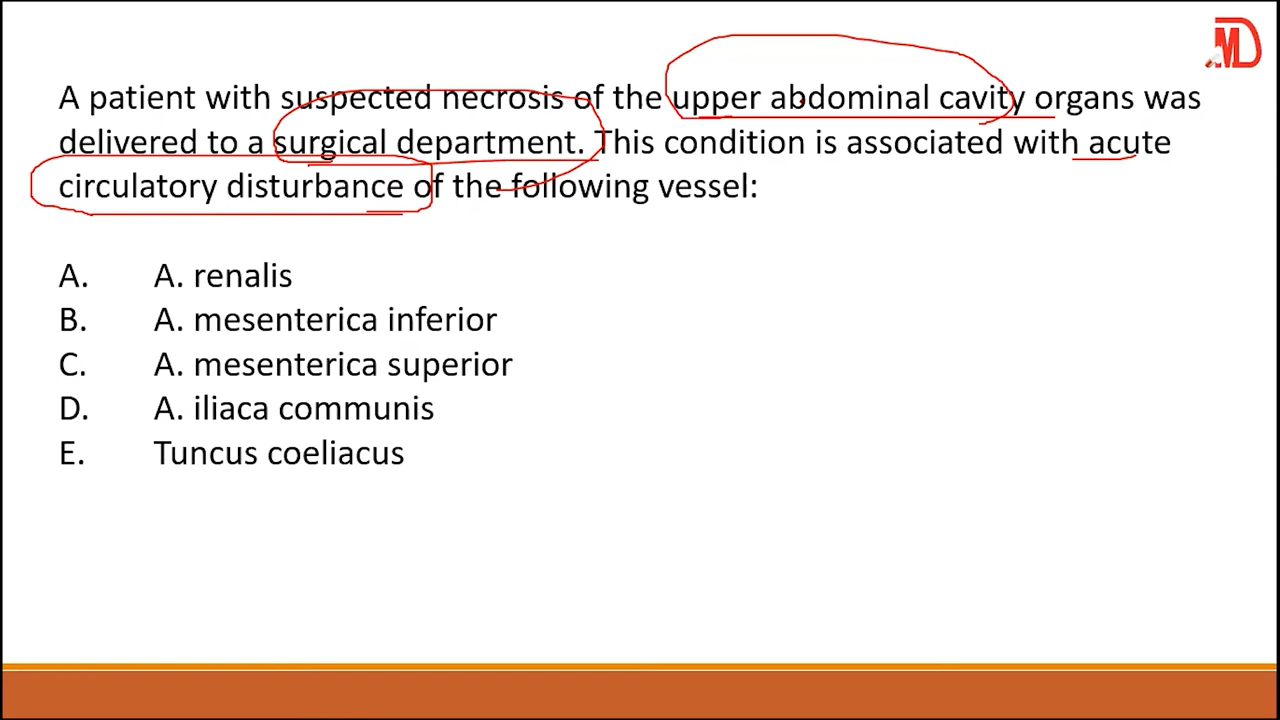 MD
A patient with suspected necrosis of the upper abdominal cavity organs was
delivered to a surgical department. This condition is associated with acute
circulatory disturbance of the following vessel:
A. A. renalis
B. A. mesenterica inferior
C. A. mesenterica superior
D. A. iliaca communis
E. Tuncus coeliacus